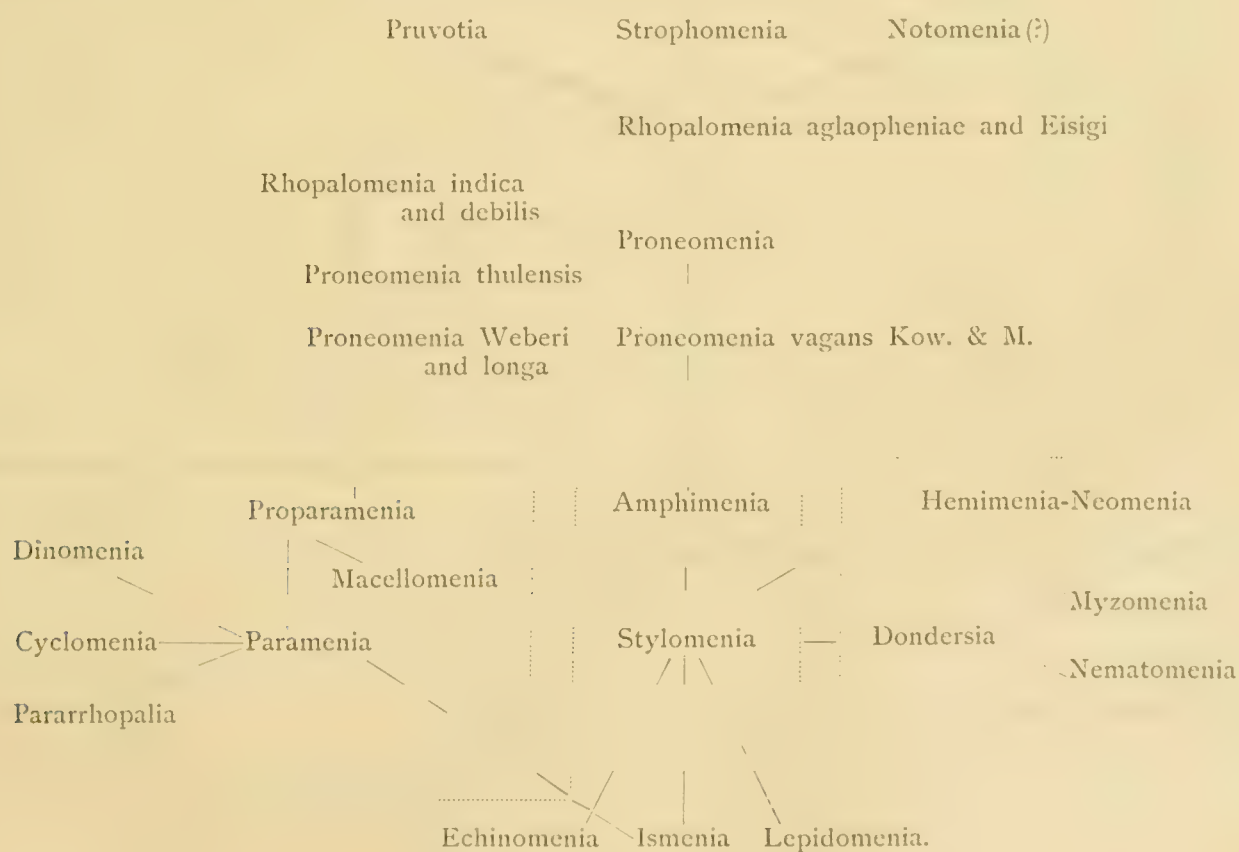 Pruvotia Strophomenia Notomenia (?)
Rhopalomenia aglaopheniae and Eisigi
Rhopalomenia indica
and debilis
Proneomenia
Proneomenia thulensis
Proneomenia Weberi Proneomenia vagans Kow. & M.
and longa
Proparamenia Amphimenia Hemimenia-Neomenia
Dinomenia
Macellomenia
Myzomenia
Cyclomenia Paramenia Stylomenia Dondersia
Nematomenia
Pararrhopalia
Echinomenia Ismenia Lepidomenia.